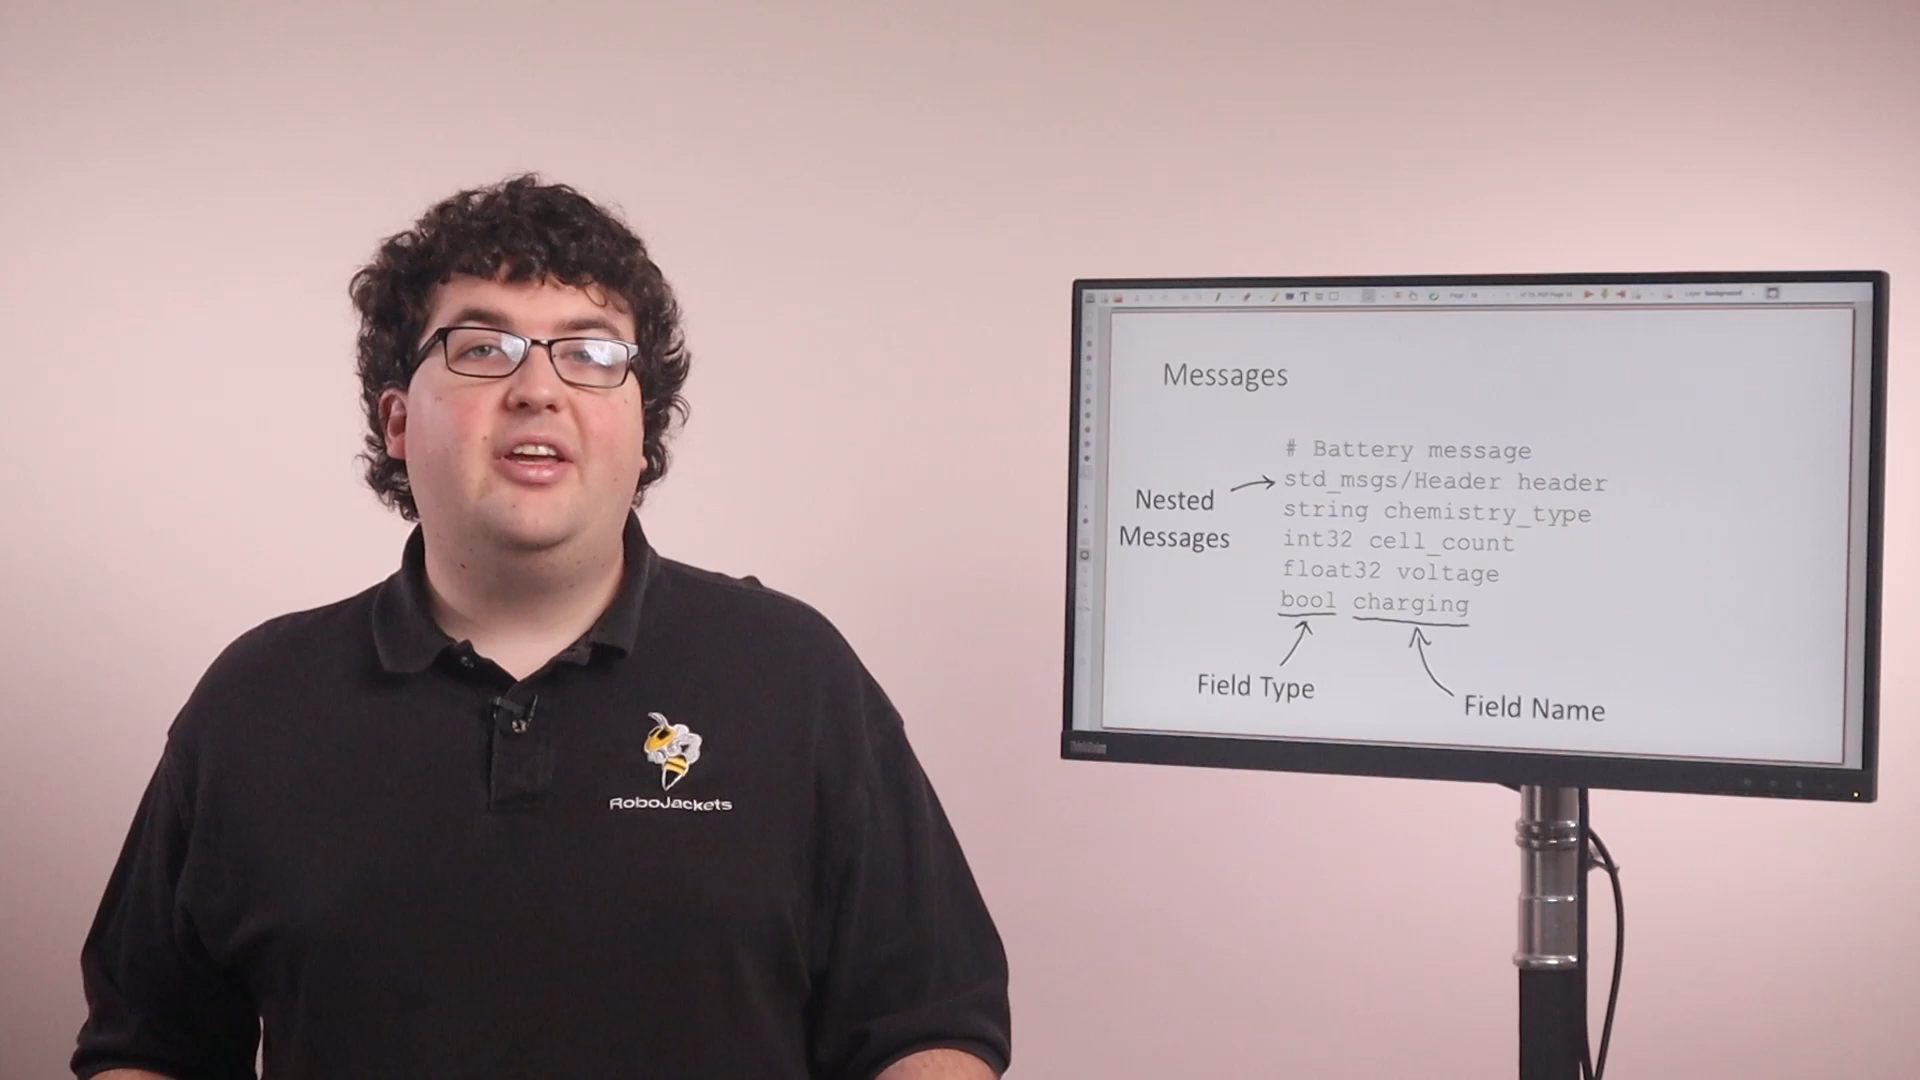 Messages
# Battery message
std_msgs/Header header
string chemistry_type
int32 cell_count
float32 voltage
bool charging
Nested
Messages
Field Type
Field Name
RoboJackets